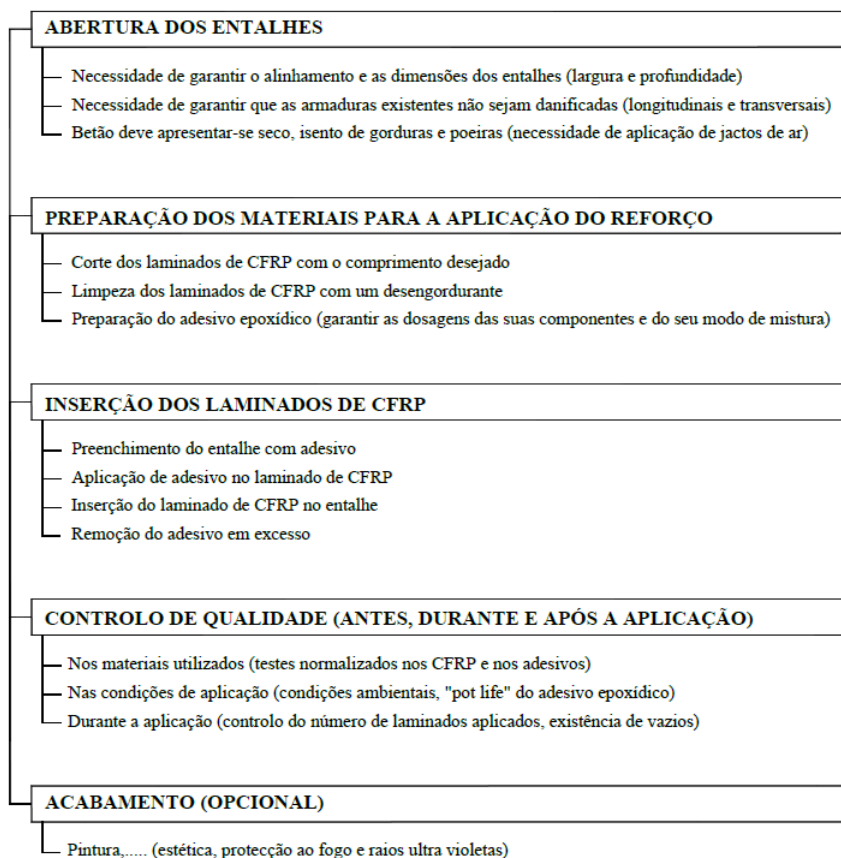 ABERTURA DOS ENTALHES
Necessidade de garantir o alinhamento e as dimensões dos entalhes (largura e profundidade)
Necessidade de garantir que as armaduras existentes não sejam danificadas (longitudinais e transversais)
Betão deve apresentar-se seco, isento de gorduras e poeiras (necessidade de aplicação de jactos de ar)
PREPARAÇÃO DOS MATERIAIS PARA A APLICAÇÃO DO REFORÇO
Corte dos laminados de CFRP com o comprimento desejado
Limpeza dos laminados de CFRP com um desengordurante
Preparação do adesivo epoxídico (garantir as dosagens das suas componentes e do seu modo de mistura)
INSERÇÃO DOS LAMINADOS DE CFRP
Preenchimento do entalhe com adesivo
Aplicação de adesivo no laminado de CFRP
Inserção do laminado de CFRP no entalhe
Remoção do adesivo em excesso
CONTROLO DE QUALIDADE (ANTES, DURANTE E APÓS A APLICAÇÃO)
Nos materiais utilizados (testes normalizados nos CFRP e nos adesivos)
Nas condições de aplicação (condições ambientais, "pot life" do adesivo epoxídico)
Durante a aplicação (controlo do número de laminados aplicados, existência de vazios)
ACABAMENTO (OPCIONAL)
Pintura,..... (estética, protecção ao fogo e raios ultra violetas)